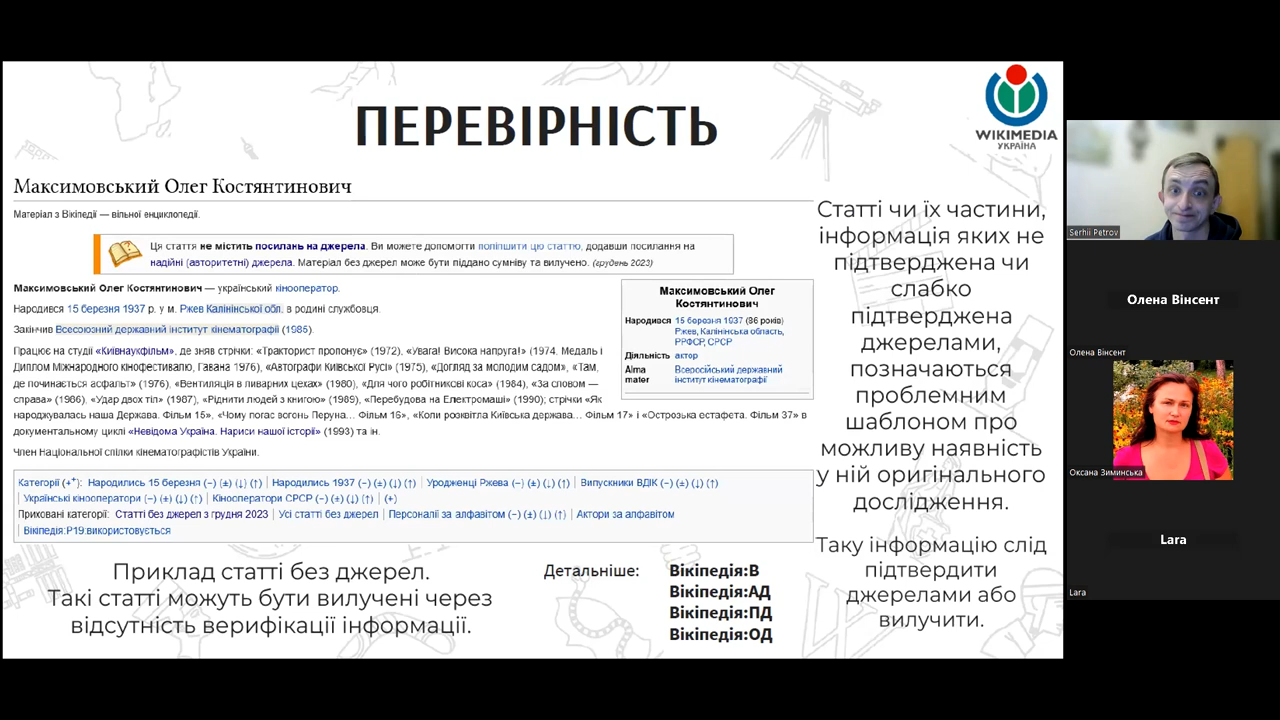 ПЕРЕВІРНІСТЬ
WIKIMEDIA
УКРАЇНА
Максимовський Олег Костянтинович
Матеріал з Вікіпедії — вільної енциклопедії.
Ця стаття не містить посилань на джерела. Ви можете допомогти поліпшити цю статтю, додавши посилання на
надійні (авторитетні) джерела. Матеріал без джерел може бути піддано сумніву та вилучено. (грудень 2023)
Максимовський Олег Костянтинович — український кінооператор.
Народився 15 березня 1937 р. у м. Ржев Калінінської обл. в родині службовця.
Закінчив Всесоюзний державний інститут кінематографії (1965).
Працює на студії «Київнаукфільм», де зняв стрічки: «Тракторист пропонує» (1972), «Увага! Висока напруга!» (1974. Медаль і
Диплом Міжнародного кінофестивалю, Гавана 1976), «Автографи Київської Русі» (1975), «Догляд за молодим садом», «Там,
де починається асфальт» (1976), «Вентиляція в ливарних цехах» (1980), «Для чого робітникові коса» (1984), «За словом —
справа» (1986), «Удар двох тіл» (1987), «Ріднити людей з книгою» (1989), «Перебудова на Електромаші» (1990); стрічки «Як
народжувалась наша Держава. Фільм 15», «Чому погас вогонь Перуна... Фільм 16», «Коли розквітла Київська держава... Фільм 17» і «Острозька естафета. Фільм 37» в
документальному циклі «Невідома Україна. Нариси нашої історії» (1993) та ін.
Член Національної спілки кінематографістів України.
Максимовський Олег
Костянтинович
Народився 15 березня 1937 (86 років)
Ржев, Калінінська область,
РРФСР, СРСР
Діяльність актор
Alma Всеросійський державний
mater інститут кінематографії
Категорії (+⁺): Народились 15 березня (−) (±) (↓) (↑) | Народились 1937 (−) (±) (↓) (↑) | Уродженці Ржева (−) (±) (↓) (↑) | Випускники ВДІК (−) (±) (↓) (↑)
| Українські кінооператори (−) (±) (↓) (↑) | Кінооператори СРСР (−) (±) (↓) (↑) | (+)
Приховані категорії: Статті без джерел з грудня 2023 | Усі статті без джерел | Персоналії за алфавітом (−) (±) (↓) (↑) | Актори за алфавітом
| Вікіпедія:P19:використовується
Статті чи їх частини,
інформація яких не
підтверджена чи
слабко
підтверджена
джерелами,
позначаються
проблемним
шаблоном про
можливу наявність
у ній оригінального
дослідження.
Таку інформацію слід
підтвердити
джерелами або
вилучити.
Приклад статті без джерел.
Такі статті можуть бути вилучені через
відсутність верифікації інформації.
Детальніше: Вікіпедія:В
Вікіпедія:АД
Вікіпедія:ПД
Вікіпедія:ОД
Serhii Petrov
Олена Вінсент
Олена Вінсент
Оксана Зиминська
Lara
Lara